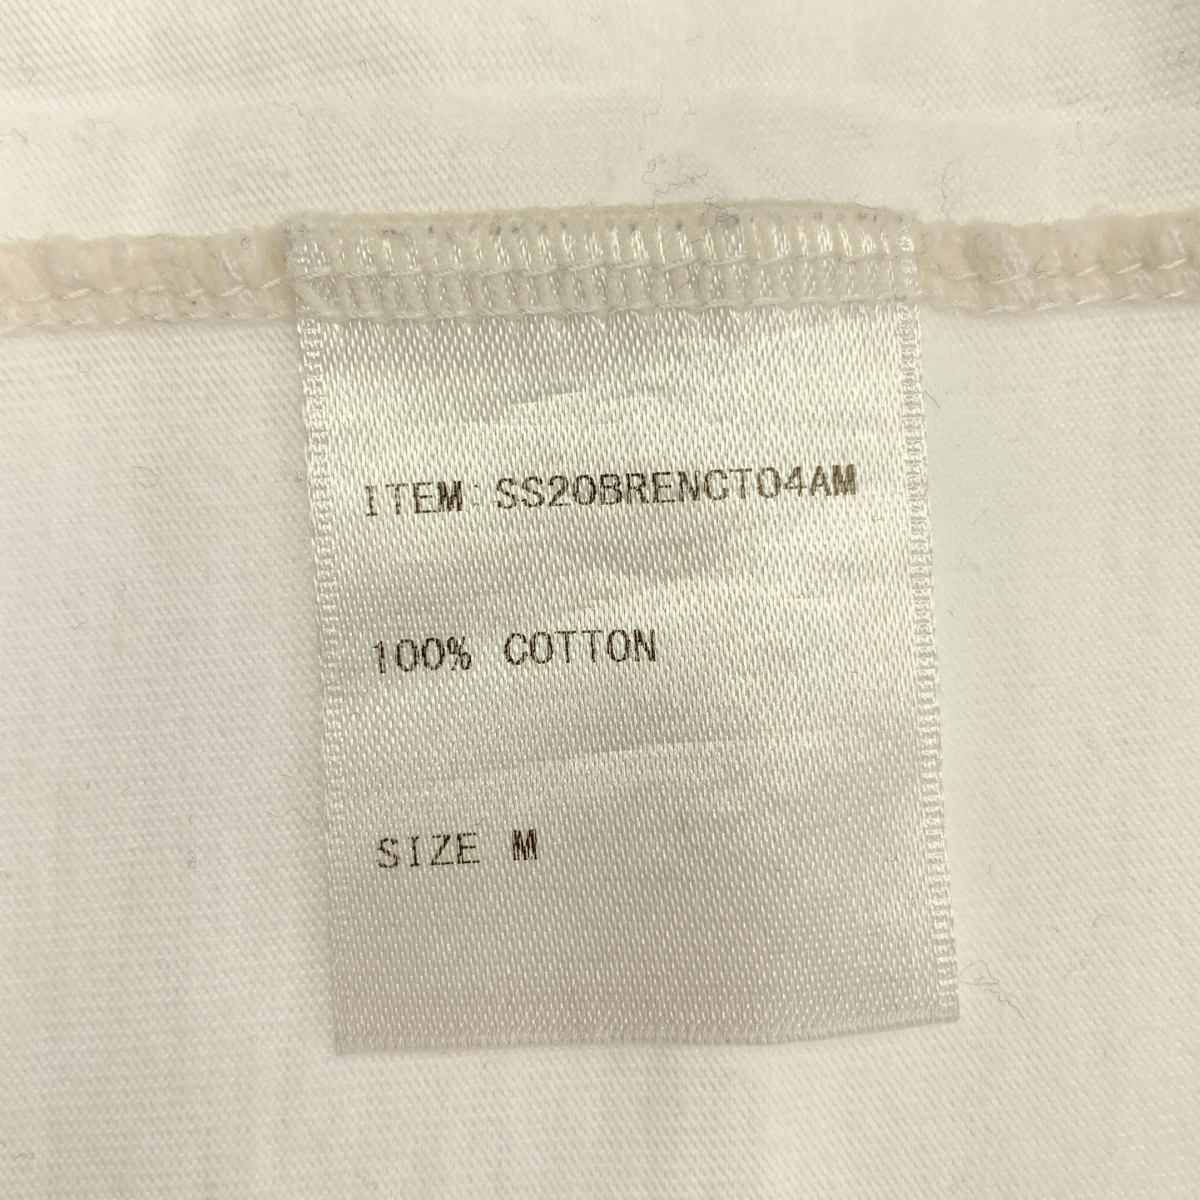 ITEM: SS20BRENCT04AM
100% COTTON
SIZE M